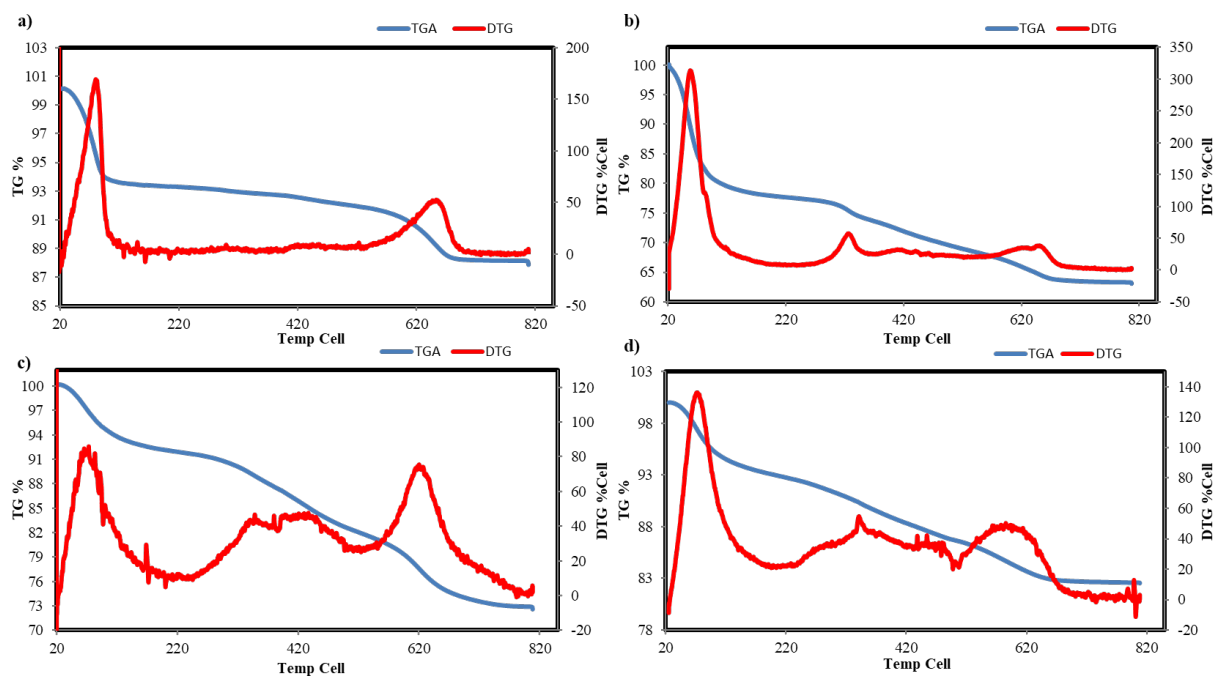 a)
TGA DTG
103
101
99
97
95
93
91
89
87
85
TG %
200
150
100
50
0
-50
DTG %Cell
20 220 420 620 820
Temp Cell
b)
TGA DTG
100
95
90
85
80
75
70
65
60
TG %
350
300
250
200
150
100
50
0
-50
DTG %Cell
20 220 420 620 820
Temp Cell
c)
TGA DTG
100
97
94
91
88
85
82
79
76
73
70
TG %
120
100
80
60
40
20
0
-20
DTG %Cell
20 220 420 620 820
Temp Cell
d)
TGA DTG
103
98
93
88
83
78
TG %
140
120
100
80
60
40
20
0
-20
DTG %Cell
20 220 420 620 820
Temp Cell